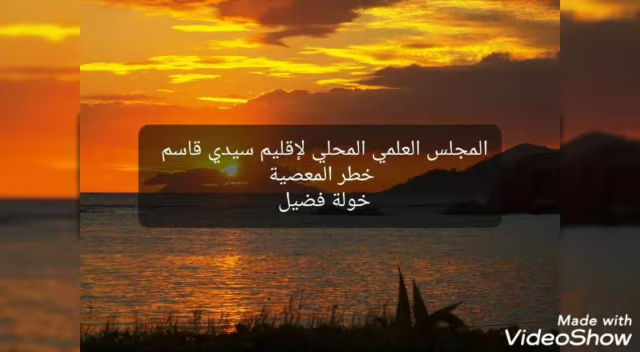 المجلس العلمي المحلي لإقليم سيدي قاسم
خطر المعصية
خولة فضيل
Made with
VideoShow